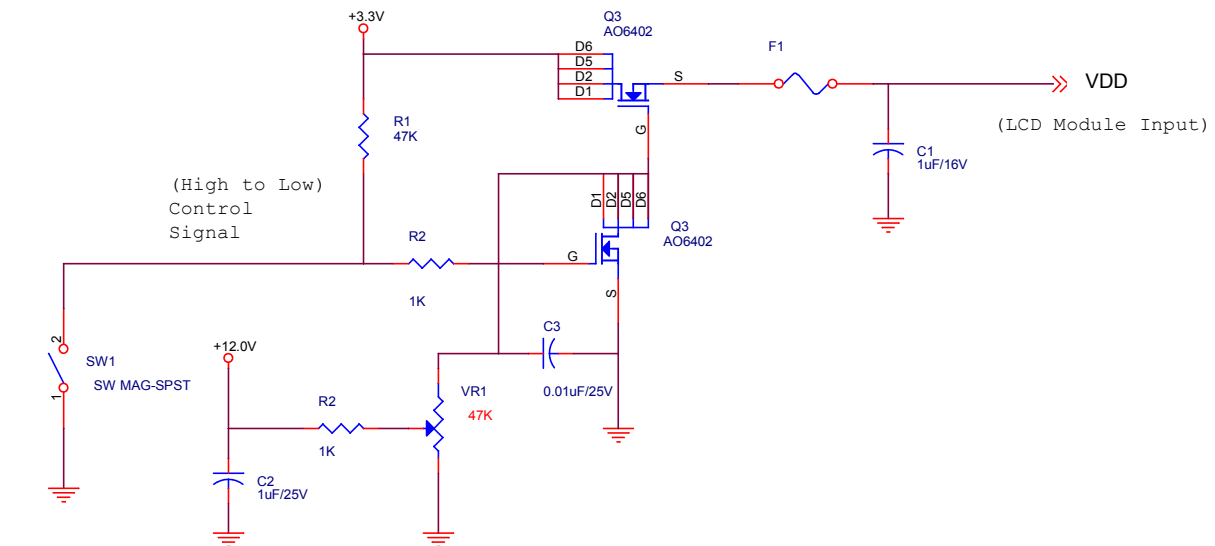 +3.3V
Q3
AO6402
D6
D5
D2
D1
S
G
F1
VDD
(LCD Module Input)
R1
47K
C1
1uF/16V
(High to Low)
Control
Signal
D1
D2
D5
D6
Q3
AO6402
R2
G
1K
S
C3
0.01uF/25V
2
SW1
SW MAG-SPST
1
+12.0V
VR1
47K
R2
1K
C2
1uF/25V